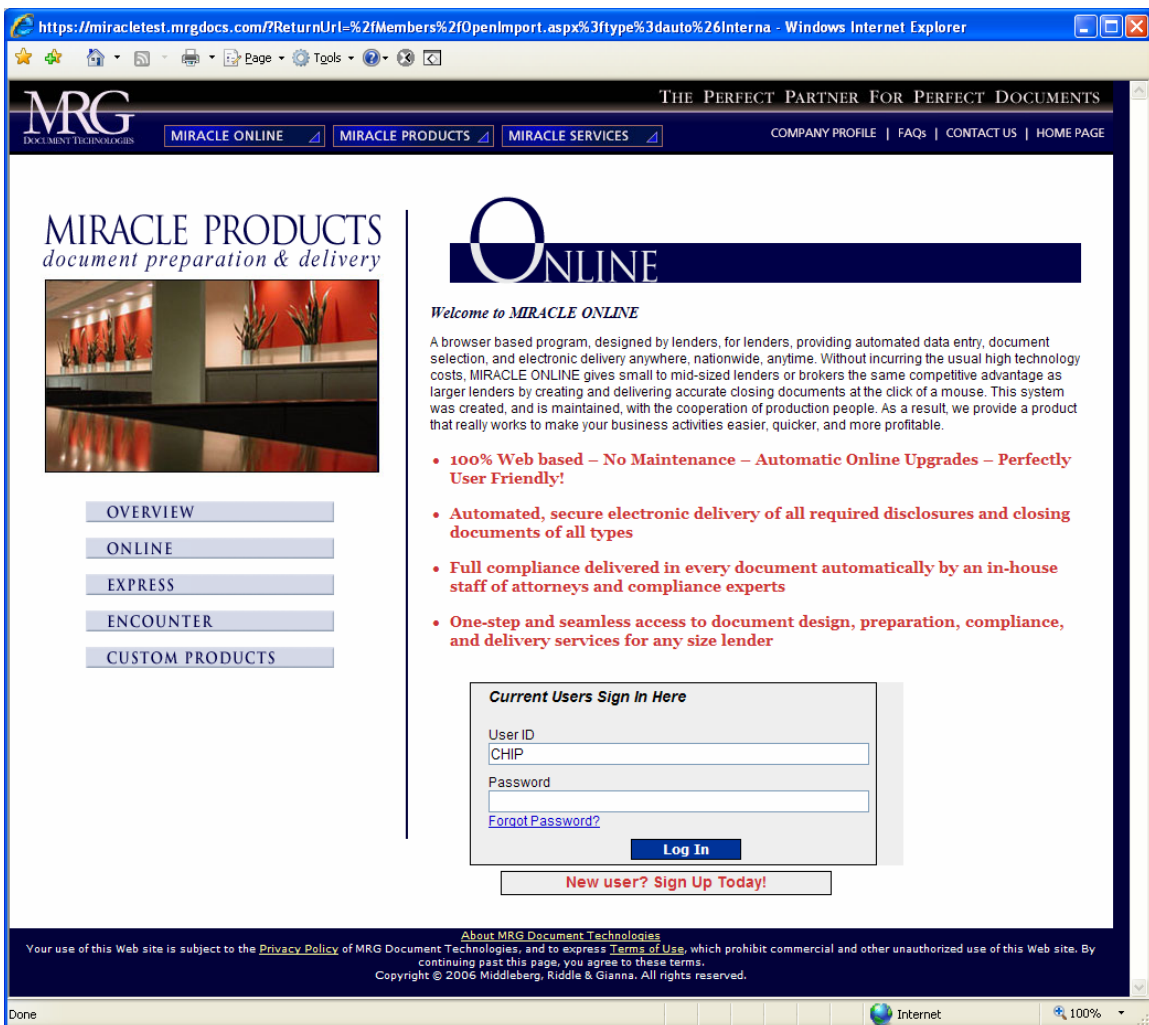 https://miracletest.mrgdocs.com/?ReturnUrl=%2fMembers%2fOpenImport.aspx%3ftype%3dauto%26Interna - Windows Internet Explorer
Page Tools
THE PERFECT PARTNER FOR PERFECT DOCUMENTS
MRG
DOCUMENT TECHNOLOGIES
MIRACLE ONLINE MIRACLE PRODUCTS MIRACLE SERVICES
COMPANY PROFILE | FAQs | CONTACT US | HOME PAGE
MIRACLE PRODUCTS
document preparation & delivery
OVERVIEW
ONLINE
EXPRESS
ENCOUNTER
CUSTOM PRODUCTS
ONLINE
Welcome to MIRACLE ONLINE
A browser based program, designed by lenders, for lenders, providing automated data entry, document
selection, and electronic delivery anywhere, nationwide, anytime. Without incurring the usual high technology
costs, MIRACLE ONLINE gives small to mid-sized lenders or brokers the same competitive advantage as
larger lenders by creating and delivering accurate closing documents at the click of a mouse. This system
was created, and is maintained, with the cooperation of production people. As a result, we provide a product
that really works to make your business activities easier, quicker, and more profitable.
• 100% Web based – No Maintenance – Automatic Online Upgrades – Perfectly
User Friendly!
• Automated, secure electronic delivery of all required disclosures and closing
documents of all types
• Full compliance delivered in every document automatically by an in-house
staff of attorneys and compliance experts
• One-step and seamless access to document design, preparation, compliance,
and delivery services for any size lender
Current Users Sign In Here
User ID
CHIP
Password
Forgot Password?
Log In
New user? Sign Up Today!
About MRG Document Technologies
Your use of this Web site is subject to the Privacy Policy of MRG Document Technologies, and to express Terms of Use, which prohibit commercial and other unauthorized use of this Web site. By
continuing past this page, you agree to these terms.
Copyright © 2006 Middleberg, Riddle & Gianna. All rights reserved.
Done
Internet
100%